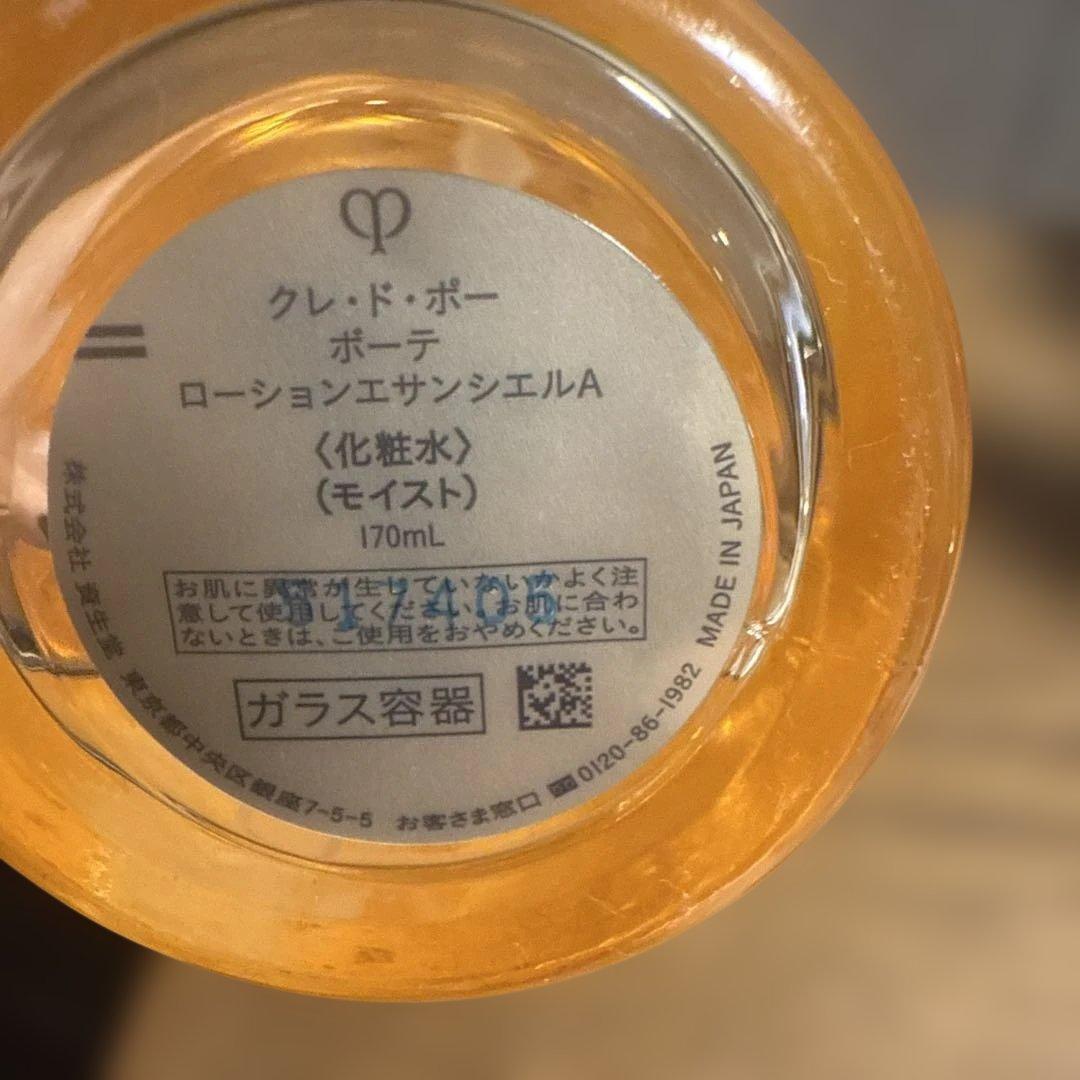 クレ・ド・ポー
ボーテ
ローションエサンシエルA
〈化粧水〉
(モイスト)
170mL
お肌に異常が生じていないかよく注
意して使用してください。お肌に合わ
ないときは、ご使用をおやめください。
17405
ガラス容器
株式会社 資生堂 東京都中央区銀座7-5-5 お客さま窓口 0120-86-1982 MADE IN JAPAN